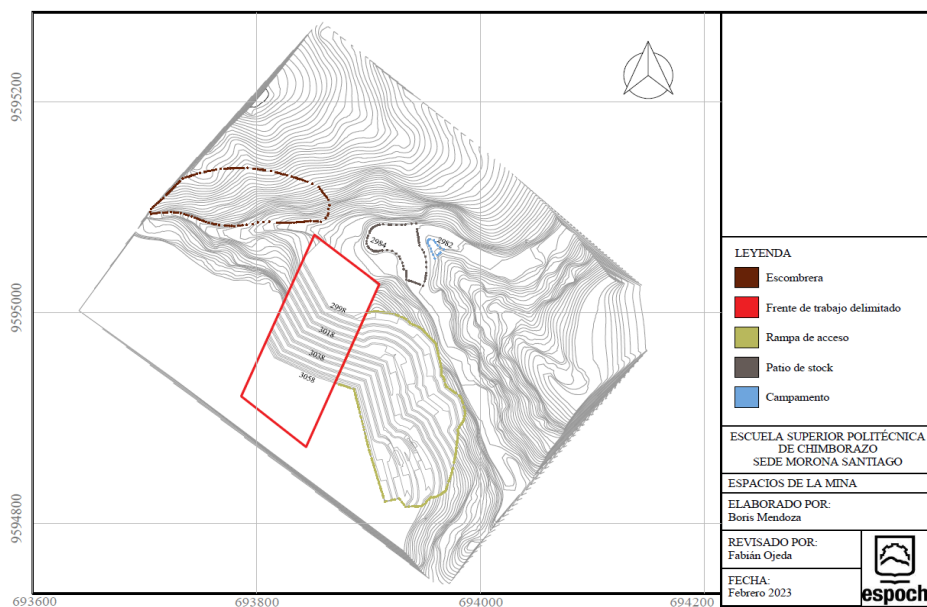 9595200
9595000
9594800
693600
693800
694000
694200
2984
2982
2998
3018
3038
3058
LEYENDA
Escombrera
Frente de trabajo delimitado
Rampa de acceso
Patio de stock
Campamento
ESCUELA SUPERIOR POLITÉCNICA
DE CHIMBORAZO
SEDE MORONA SANTIAGO
ESPACIOS DE LA MINA
ELABORADO POR:
Boris Mendoza
REVISADO POR:
Fabián Ojeda
FECHA:
Febrero 2023
espoch